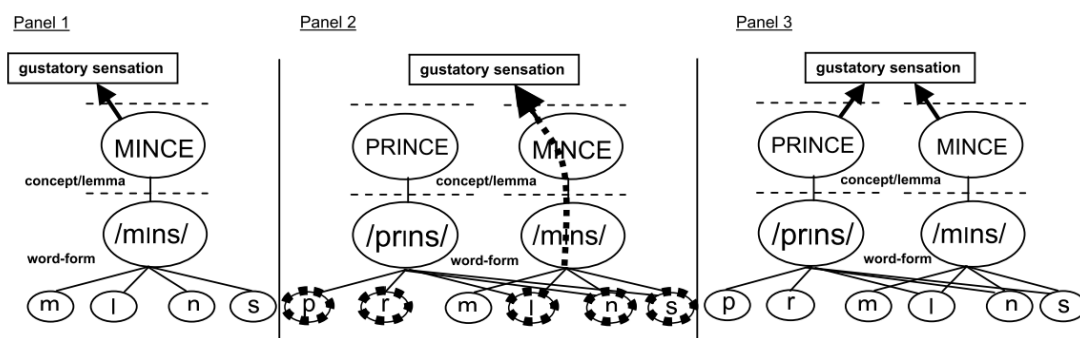 Panel 1
gustatory sensation
MINCE
concept/lemma
/mɪns/
word-form
m l n s
Panel 2
gustatory sensation
PRINCE MINCE
concept/lemma
/prɪns/ /mɪns/
word-form
p r m l n s
Panel 3
gustatory sensation
PRINCE MINCE
concept/lemma
/prɪns/ /mɪns/
word-form
p r m l n s